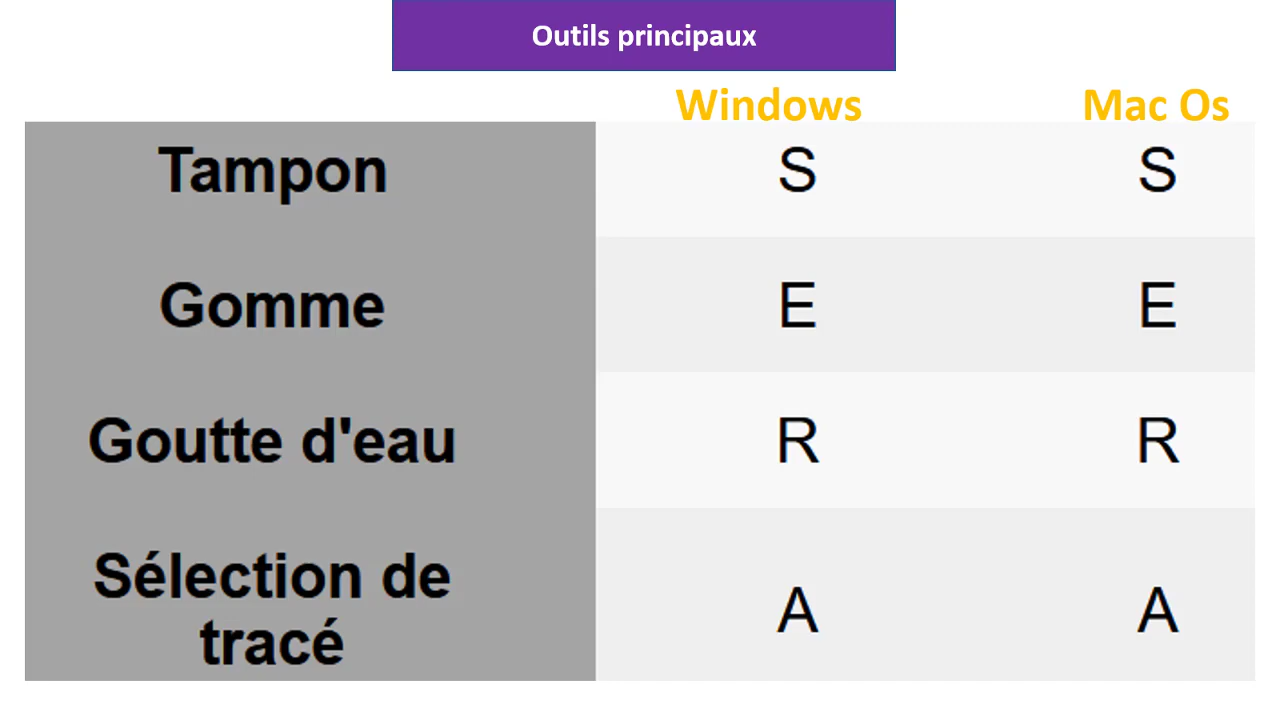 Outils principaux
Windows Mac Os
Tampon S S
Gomme E E
Goutte d'eau R R
Sélection de
tracé A A